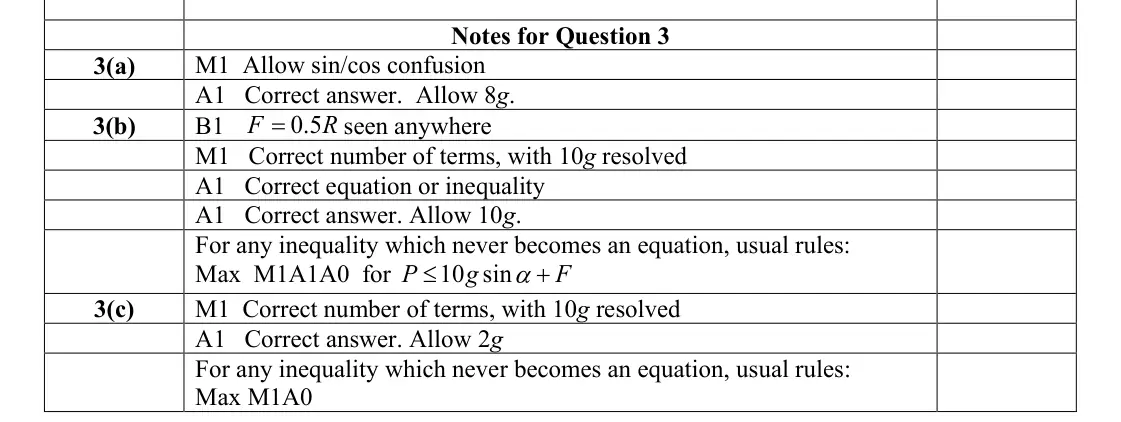 Notes for Question 3
3(a) M1 Allow sin/cos confusion
A1 Correct answer. Allow 8g.
3(b) B1 F = 0.5R seen anywhere
M1 Correct number of terms, with 10g resolved
A1 Correct equation or inequality
A1 Correct answer. Allow 10g.
For any inequality which never becomes an equation, usual rules:
Max M1A1A0 for P ≤ 10g sin α + F
3(c) M1 Correct number of terms, with 10g resolved
A1 Correct answer. Allow 2g
For any inequality which never becomes an equation, usual rules:
Max M1A0